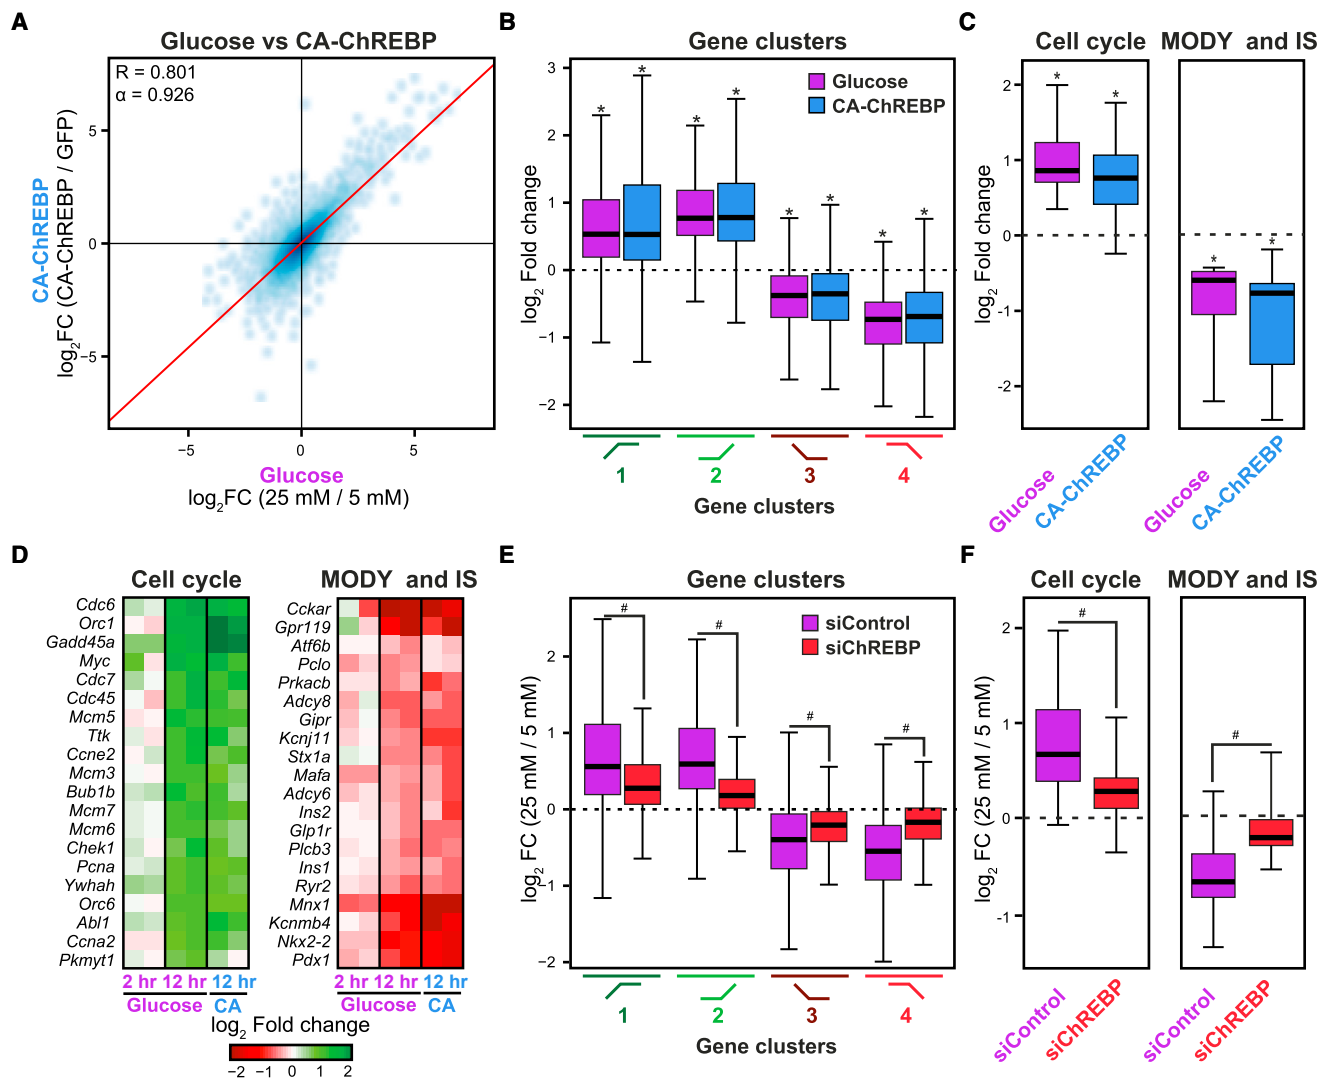 A
Glucose vs CA-ChREBP
R = 0.801
α = 0.926
CA-ChREBP
log2FC (CA-ChREBP / GFP)
5
0
−5
−5
0
5
Glucose
log2FC (25 mM / 5 mM)
B
Gene clusters
Glucose
CA-ChREBP
log2 Fold change
3
2
1
0
−1
−2
* * * * * * * *
1 2 3 4
Gene clusters
C
Cell cycle
MODY and IS
log2 Fold change
2
1
0
-1
-2
* * * *
Glucose
CA-ChREBP
Glucose
CA-ChREBP
D
Cell cycle
Cdc6
Orc1
Gadd45a
Myc
Cdc7
Cdc45
Mcm5
Ttk
Ccne2
Mcm3
Bub1b
Mcm7
Mcm6
Chek1
Pcna
Ywhah
Orc6
Abl1
Ccna2
Pkmyt1
2 hr 12 hr 12 hr
Glucose CA
MODY and IS
Cckar
Gpr119
Atf6b
Pclo
Prkacb
Adcy8
Gipr
Kcnj11
Stx1a
Mafa
Adcy6
Ins2
Glp1r
Plcb3
Ins1
Ryr2
Mnx1
Kcnmb4
Nkx2-2
Pdx1
2 hr 12 hr 12 hr
Glucose CA
log2 Fold change
−2 −1 0 1 2
E
Gene clusters
siControl
siChREBP
log2 FC (25 mM / 5 mM)
2
1
0
−1
−2
# # # #
1 2 3 4
Gene clusters
F
Cell cycle
MODY and IS
log2 FC (25 mM / 5 mM)
2
1
0
-1
# #
siControl
siChREBP
siControl
siChREBP